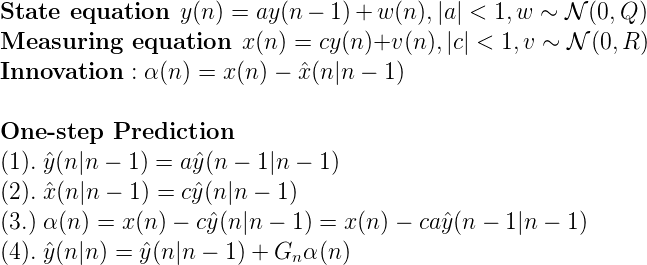 State equation y(n) = ay(n − 1) + w(n), |a| < 1, w ∼ 𝒩(0, Q)
Measuring equation x(n) = cy(n)+v(n), |c| < 1, v ∼ 𝒩(0, R)
Innovation : α(n) = x(n) − x̂(n|n − 1)
One-step Prediction
(1). ŷ(n|n − 1) = aŷ(n − 1|n − 1)
(2). x̂(n|n − 1) = cŷ(n|n − 1)
(3.) α(n) = x(n) − cŷ(n|n − 1) = x(n) − caŷ(n − 1|n − 1)
(4). ŷ(n|n) = ŷ(n|n − 1) + Gₙα(n)